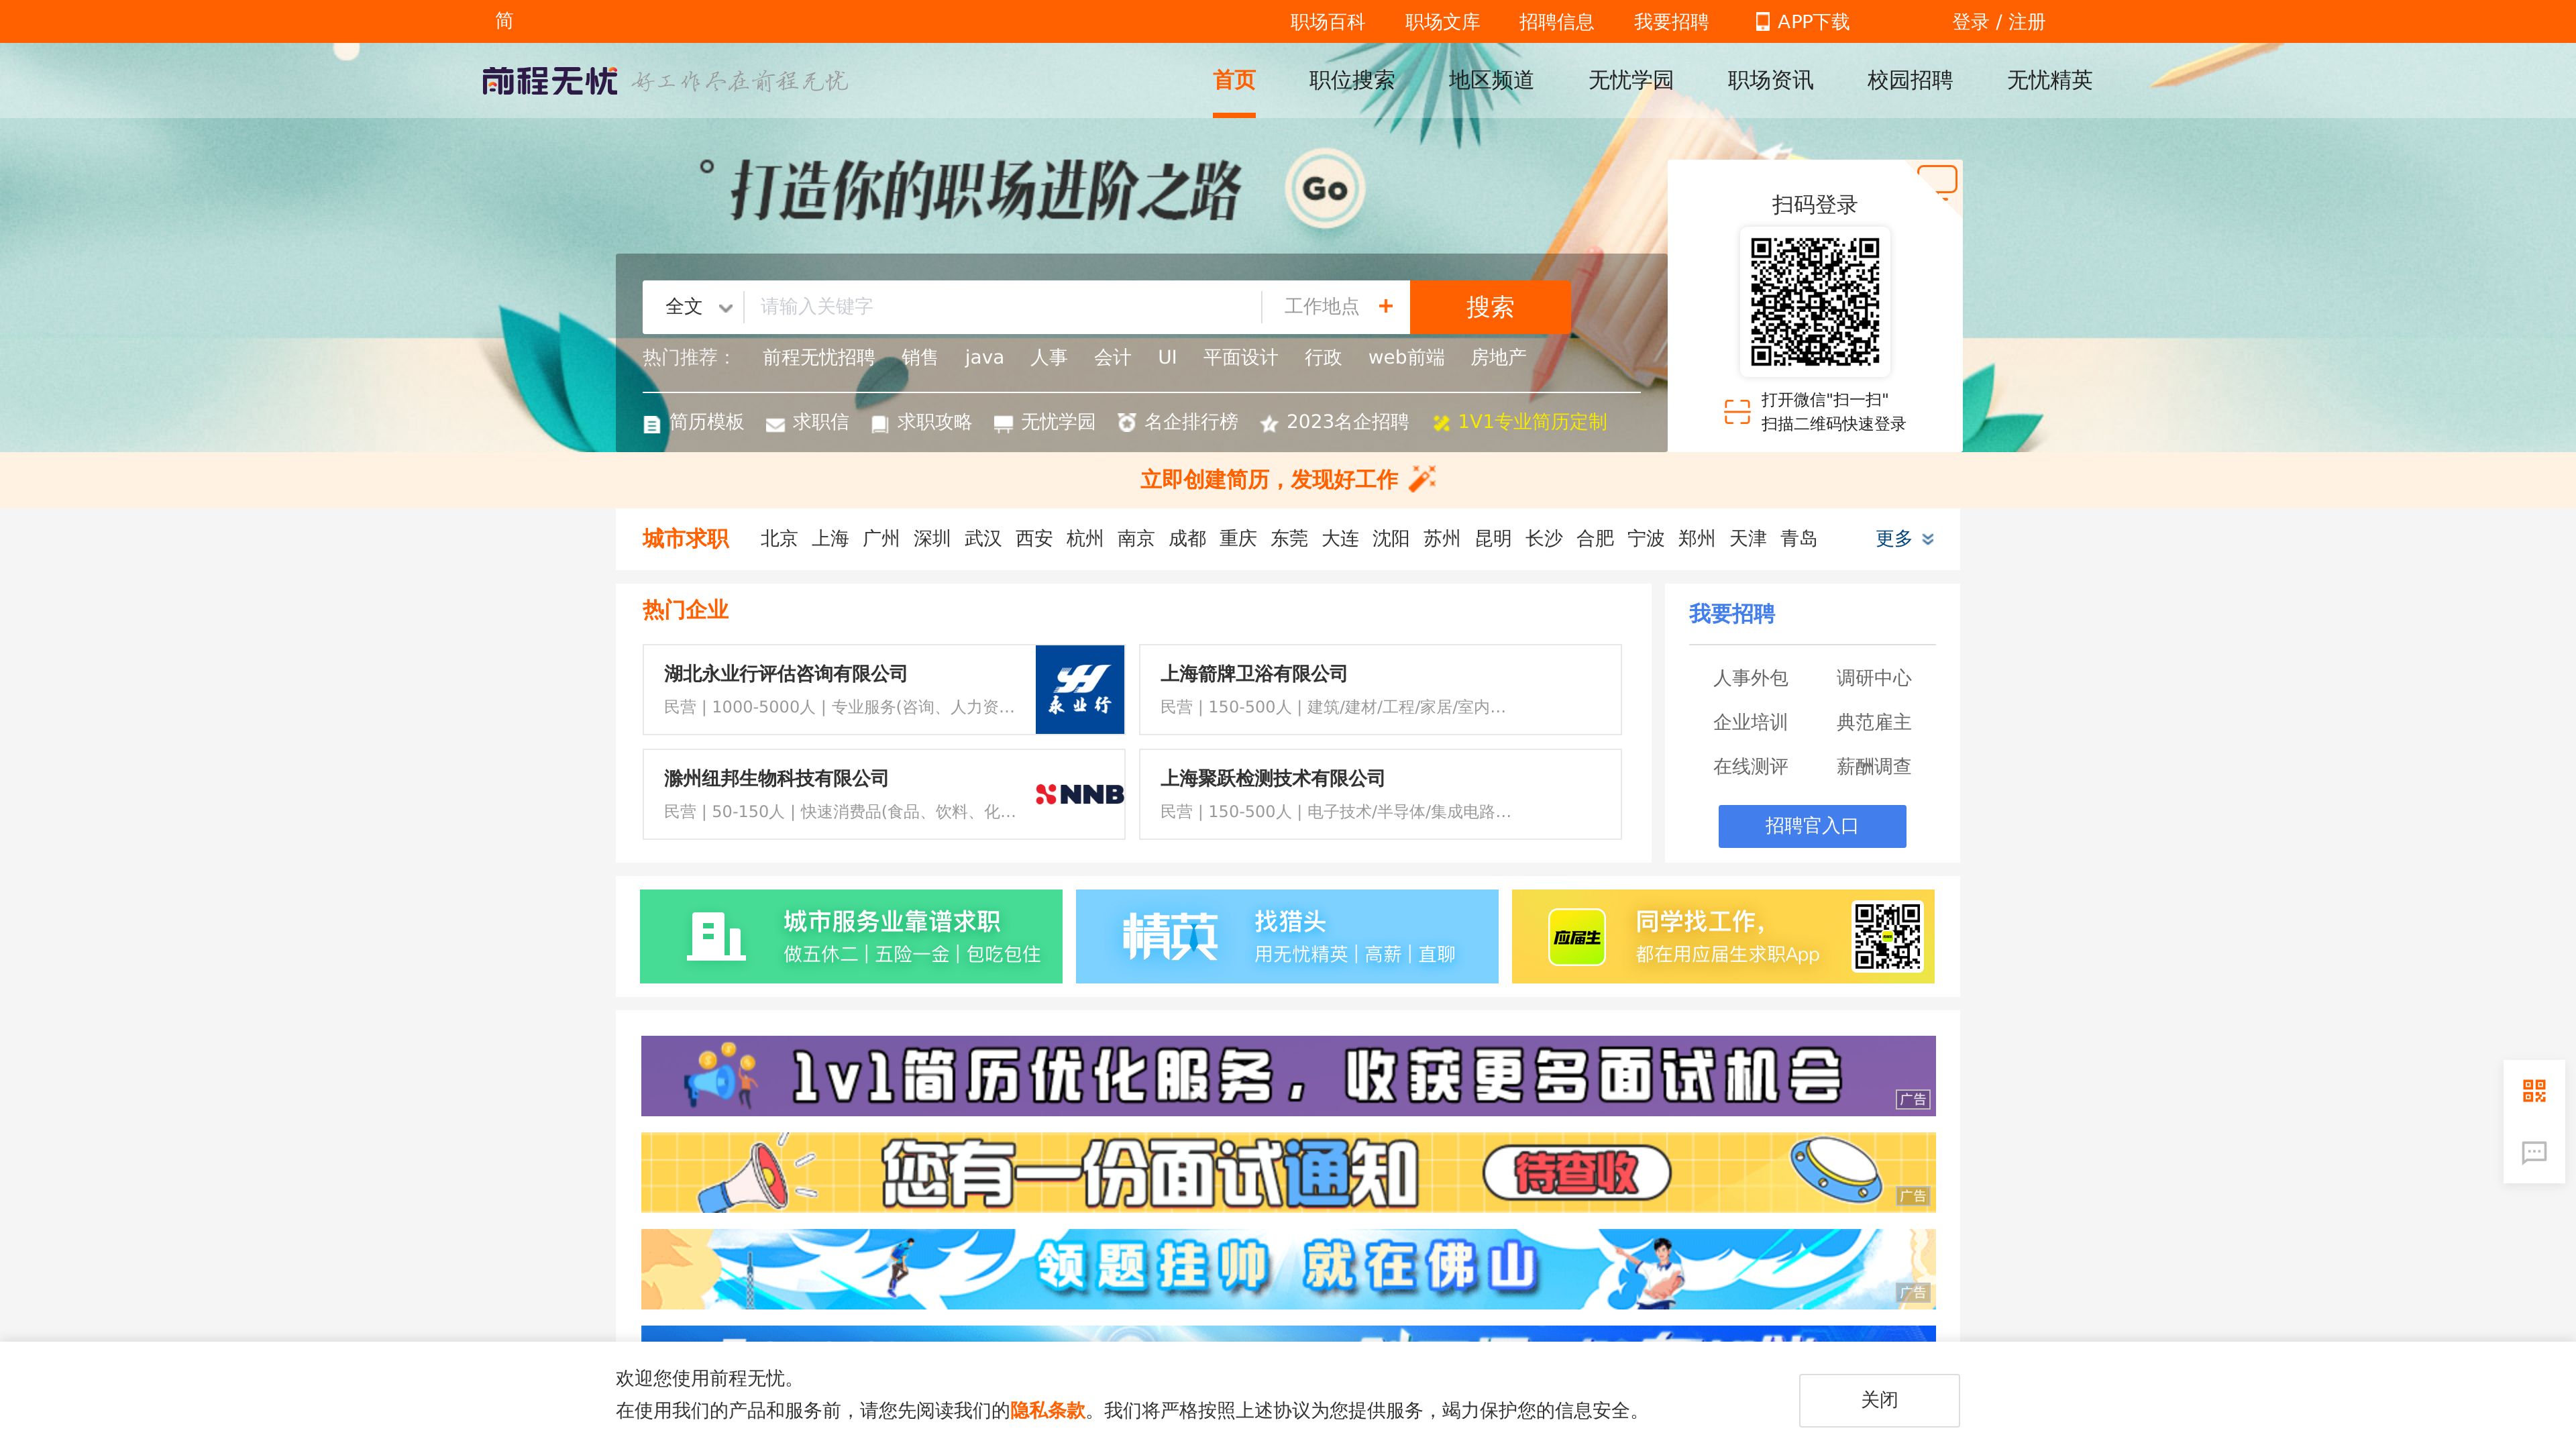 简 职场百科 职场文库 招聘信息 我要招聘 APP下载 登录 / 注册
前程无忧 好工作尽在前程无忧 首页 职位搜索 地区频道 无忧学园 职场资讯 校园招聘 无忧精英
打造你的职场进阶之路 Go
扫码登录
全文 请输入关键字 工作地点 + 搜索
热门推荐： 前程无忧招聘 销售 java 人事 会计 UI 平面设计 行政 web前端 房地产
简历模板 求职信 求职攻略 无忧学园 名企排行榜 2023名企招聘 1V1专业简历定制
打开微信"扫一扫"
扫描二维码快速登录
立即创建简历，发现好工作
城市求职 北京 上海 广州 深圳 武汉 西安 杭州 南京 成都 重庆 东莞 大连 沈阳 苏州 昆明 长沙 合肥 宁波 郑州 天津 青岛 更多
热门企业
湖北永业行评估咨询有限公司
民营 | 1000-5000人 | 专业服务(咨询、人力资...
永业行
上海箭牌卫浴有限公司
民营 | 150-500人 | 建筑/建材/工程/家居/室内...
滁州纽邦生物科技有限公司
民营 | 50-150人 | 快速消费品(食品、饮料、化...
NNB
上海聚跃检测技术有限公司
民营 | 150-500人 | 电子技术/半导体/集成电路...
我要招聘
人事外包 调研中心
企业培训 典范雇主
在线测评 薪酬调查
招聘官入口
城市服务业靠谱求职
做五休二 | 五险一金 | 包吃包住
精英
找猎头
用无忧精英 | 高薪 | 直聊
应届生
同学找工作，
都在用应届生求职App
1v1简历优化服务，收获更多面试机会
广告
您有一份面试通知 待查收
广告
领题挂帅 就在佛山
广告
欢迎您使用前程无忧。
在使用我们的产品和服务前，请您先阅读我们的隐私条款。我们将严格按照上述协议为您提供服务，竭力保护您的信息安全。
关闭